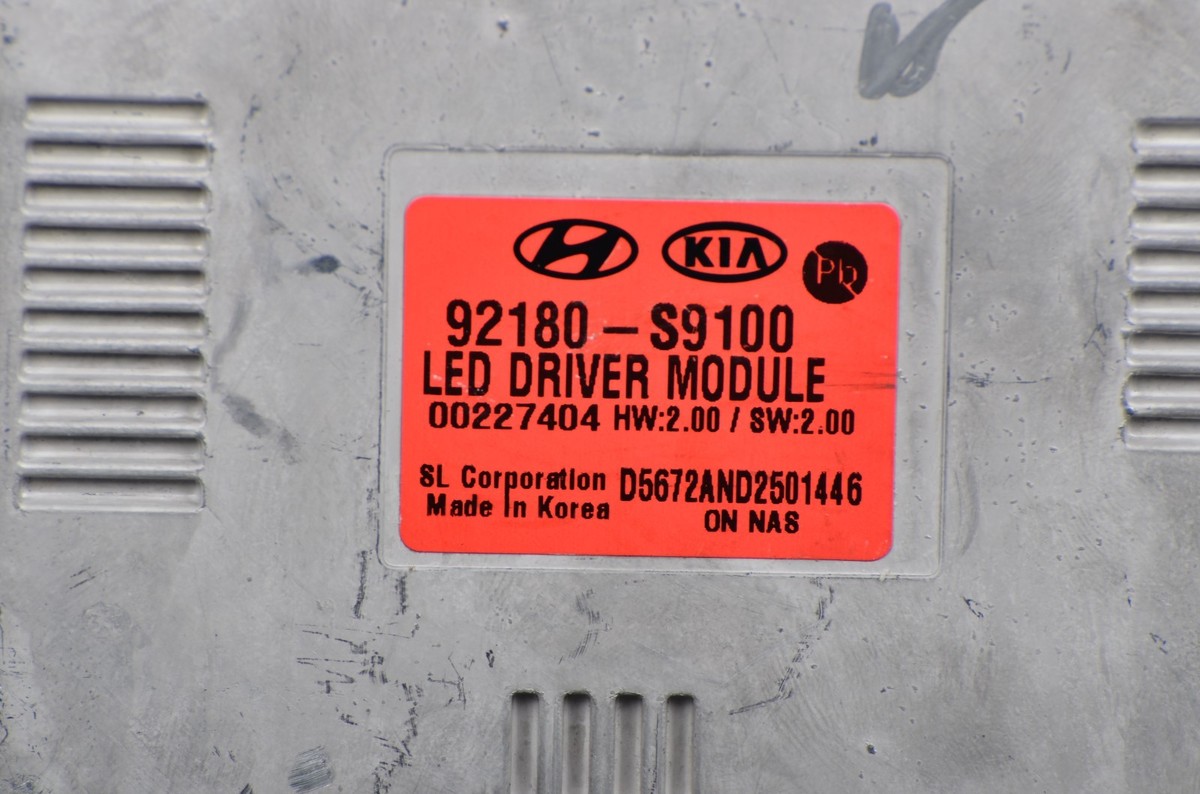 KIA Pb
92180-S9100
LED DRIVER MODULE
00227404 HW:2.00 / SW:2.00
SL Corporation D5672AND2501446
Made In Korea ON NAS